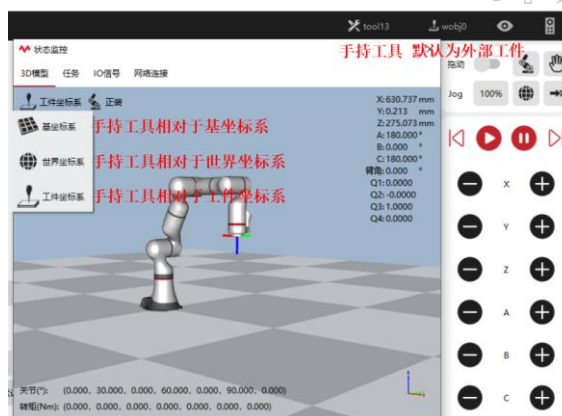 tool13
wobj0
状态监控
手持工具 默认为外部工件
拖动
3D模型 任务 IO信号 网络连接
工件坐标系 正装
Jog 100%
基坐标系 手持工具相对于基坐标系
世界坐标系 手持工具相对于世界坐标系
工件坐标系 手持工具相对于工件坐标系
X:630.737 mm
Y:0.213 mm
Z:275.073 mm
A:180.000 °
B:0.000 °
C:180.000 °
臂角:0.000 °
Q1:0.0000
Q2:-0.0000
Q3:1.0000
Q4:0.0000
X
Y
Z
A
B
C
关节(°): (0.000, 30.000, 0.000, 60.000, 0.000, 90.000, 0.000)
转矩(Nm): (0.000, 0.000, 0.000, 0.000, 0.000, 0.000, 0.000)